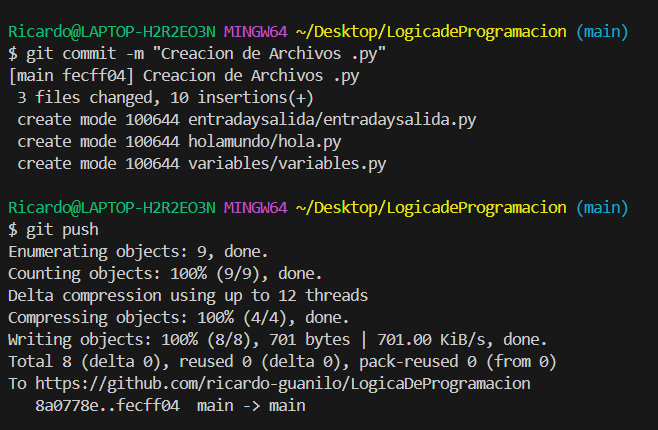 Ricardo@LAPTOP-H2R2EO3N MINGW64 ~/Desktop/LogicadeProgramacion (main)
$ git commit -m "Creacion de Archivos .py"
[main fecff04] Creacion de Archivos .py
 3 files changed, 10 insertions(+)
 create mode 100644 entradaysalida/entradaysalida.py
 create mode 100644 holamundo/hola.py
 create mode 100644 variables/variables.py
Ricardo@LAPTOP-H2R2EO3N MINGW64 ~/Desktop/LogicadeProgramacion (main)
$ git push
Enumerating objects: 9, done.
Counting objects: 100% (9/9), done.
Delta compression using up to 12 threads
Compressing objects: 100% (4/4), done.
Writing objects: 100% (8/8), 701 bytes | 701.00 KiB/s, done.
Total 8 (delta 0), reused 0 (delta 0), pack-reused 0 (from 0)
To https://github.com/ricardo-guanilo/LogicaDeProgramacion
   8a0778e..fecff04  main -> main